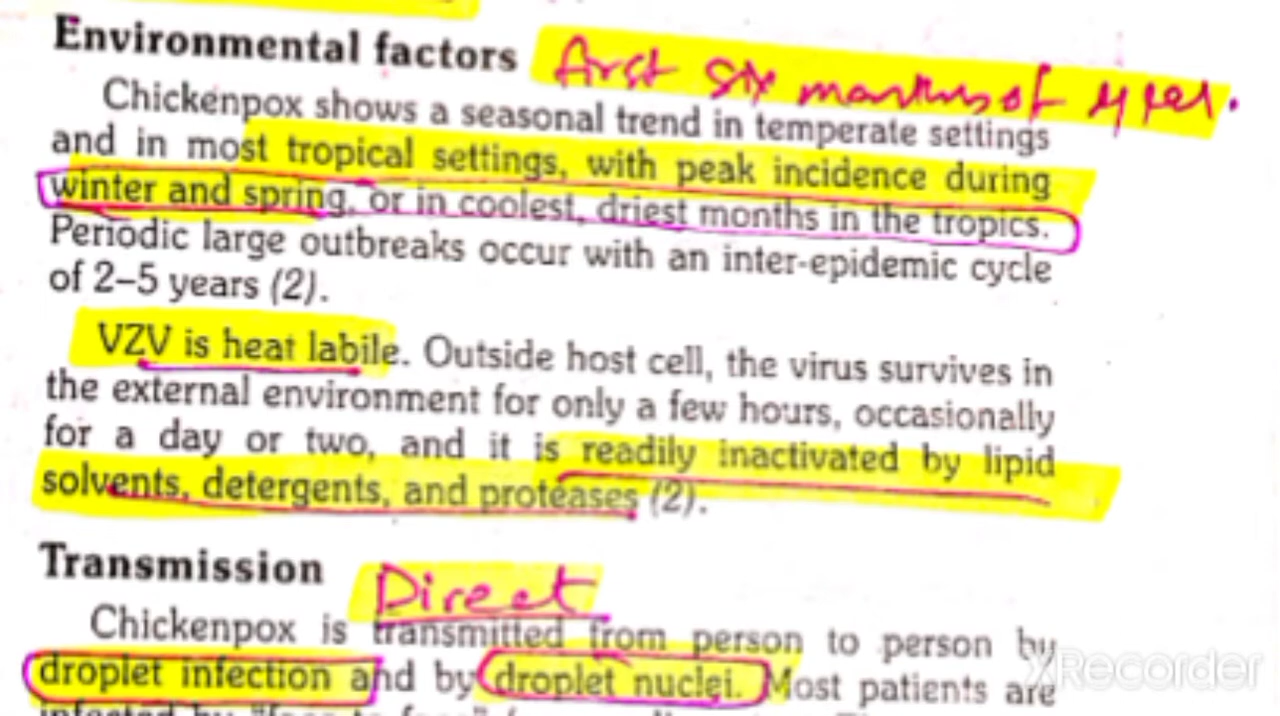 Environmental factors First six months of year.
Chickenpox shows a seasonal trend in temperate settings
and in most tropical settings, with peak incidence during
winter and spring, or in coolest, driest months in the tropics.
Periodic large outbreaks occur with an inter-epidemic cycle
of 2–5 years (2).
VZV is heat labile. Outside host cell, the virus survives in
the external environment for only a few hours, occasionally
for a day or two, and it is readily inactivated by lipid
solvents, detergents, and proteases (2).
Transmission Direct
Chickenpox is transmitted from person to person by
droplet infection and by droplet nuclei. Most patients are
XRecorder